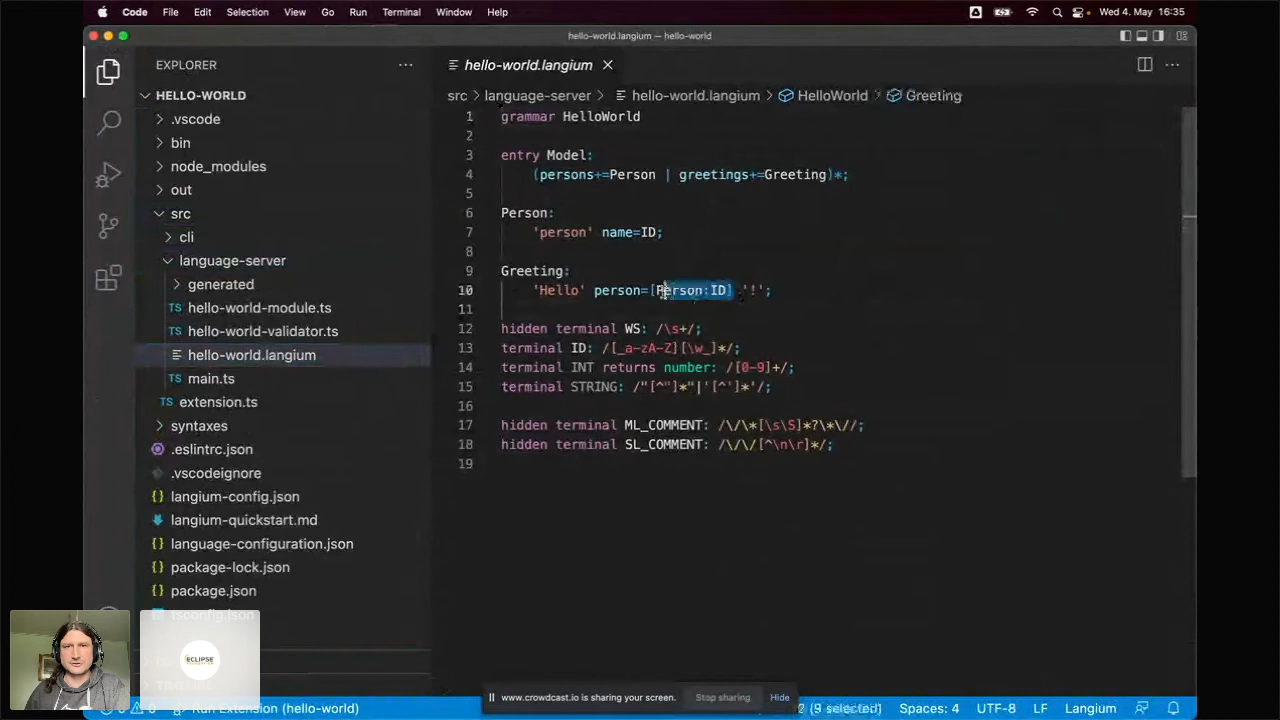 Code File Edit Selection View Go Run Terminal Window Help Wed 4. May 16:35
hello-world.langium — hello-world
EXPLORER
hello-world.langium
HELLO-WORLD
src > language-server > hello-world.langium > HelloWorld > Greeting
.vscode
bin
node_modules
out
src
cli
language-server
generated
hello-world-module.ts
hello-world-validator.ts
hello-world.langium
main.ts
extension.ts
syntaxes
.eslintrc.json
.vscodeignore
langium-config.json
langium-quickstart.md
language-configuration.json
package-lock.json
package.json
tsconfig.json
1 grammar HelloWorld
2
3 entry Model:
4 (persons+=Person | greetings+=Greeting)*;
5
6 Person:
7 'person' name=ID;
8
9 Greeting:
10 'Hello' person=[Person:ID] '!';
11
12 hidden terminal WS: /\s+/;
13 terminal ID: /[_a-zA-Z][\w_]*/;
14 terminal INT returns number: /[0-9]+/;
15 terminal STRING: /"[^"]*"|'[^']*'/;
16
17 hidden terminal ML_COMMENT: /\/\*[\s\S]*?\*\//;
18 hidden terminal SL_COMMENT: /\/\/[^\n\r]*/;
19
ECLIPSE
FOUNDATION
www.crowdcast.io is sharing your screen. Stop sharing Hide
Run Extension (hello-world) (9 selected) Spaces: 4 UTF-8 LF Langium